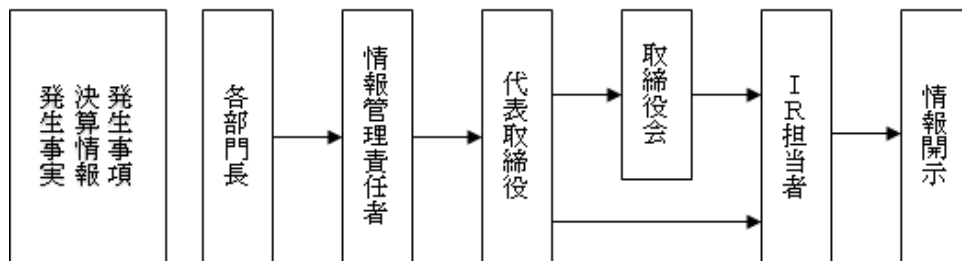 発生事項
決算情報
発生事実
各部門長
情報管理責任者
代表取締役
取締役会
IR担当者
情報開示